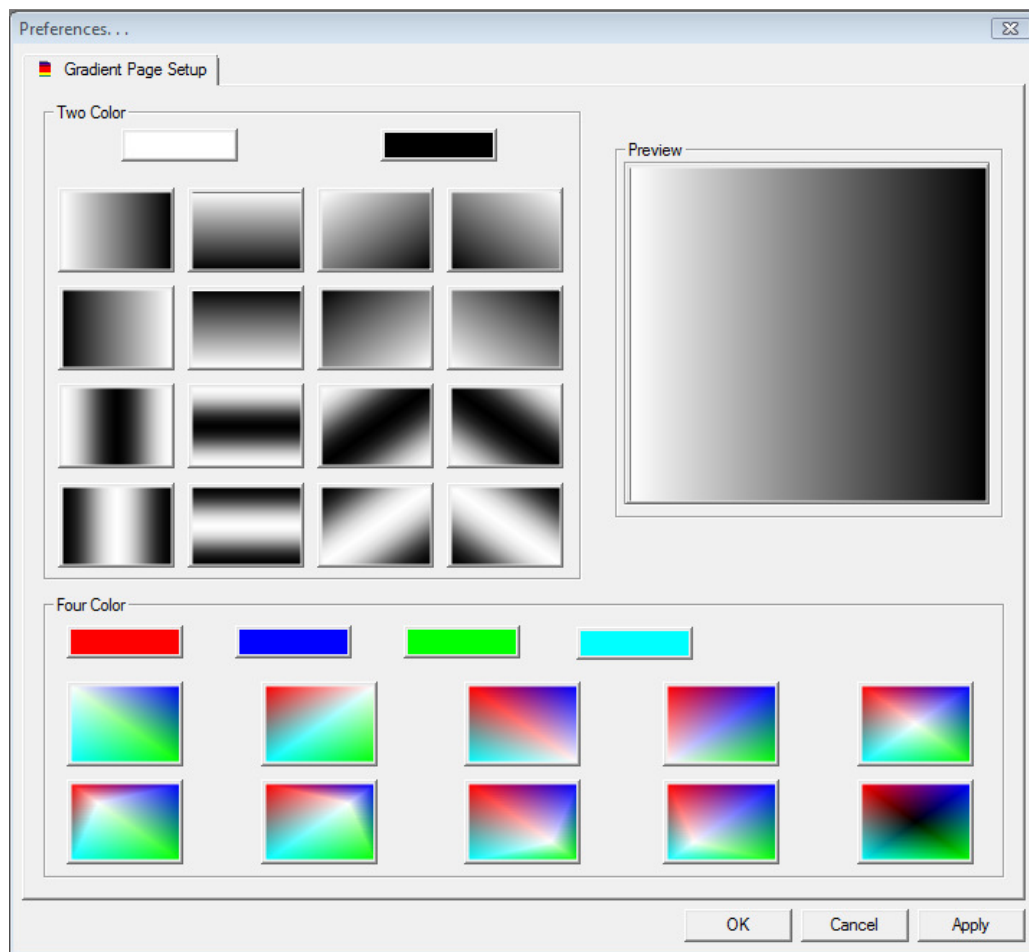 Preferences. . .
Gradient Page Setup
Two Color
Preview
Four Color
OK
Cancel
Apply